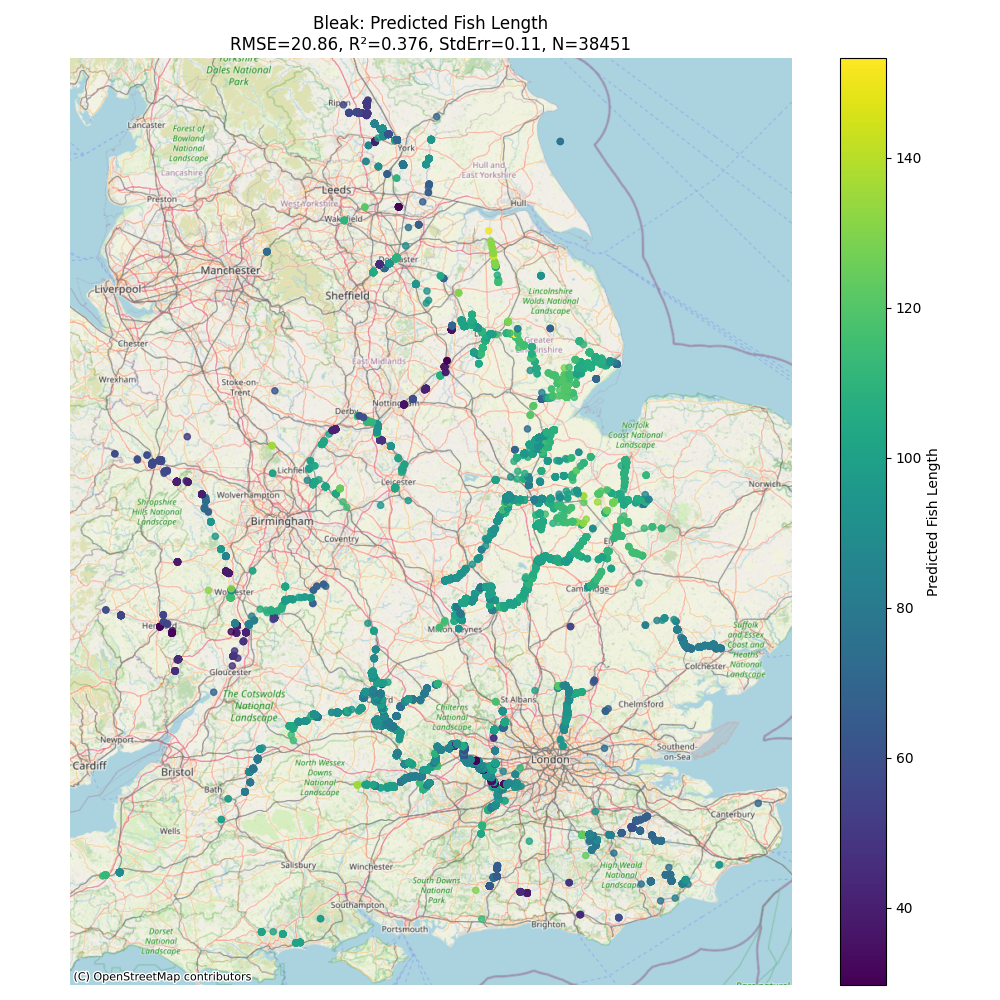 Bleak: Predicted Fish Length
RMSE=20.86, R²=0.376, StdErr=0.11, N=38451
Yorkshire
Dales National
Park
Ripon
Lancaster
Forest of
Bowland
National
Landscape
York
Lancashire
Hull and
East Yorkshire
Preston
Leeds
West Yorkshire
Hull
Wakefield
Doncaster
Manchester
Liverpool
Sheffield
Lincolnshire
Wolds National
Landscape
Chester
Greater
Lincolnshire
East Midlands
Wrexham
Stoke-on-
Trent
Nottingham
Derby
Norfolk
Coast National
Landscape
Lichfield
Leicester
Norwich
Wolverhampton
Shropshire
Hills National
Landscape
Birmingham
Coventry
Ely
Worcester
Cambridge
Hereford
Milton Keynes
Suffolk
and Essex
Coast and
Heaths
National
Landscape
Colchester
Gloucester
The Cotswolds
National
Landscape
St Albans
Chelmsford
Chilterns
National
Landscape
Newport
Southend
-on-Sea
Cardiff
Bristol
North Wessex
Downs
National
Landscape
London
Bath
Canterbury
Wells
Salisbury
Winchester
High Weald
National
Landscape
South Downs
National
Park
Southampton
Portsmouth
Brighton
Dorset
National
Landscape
(C) OpenStreetMap contributors
140
120
100
80
60
40
Predicted Fish Length